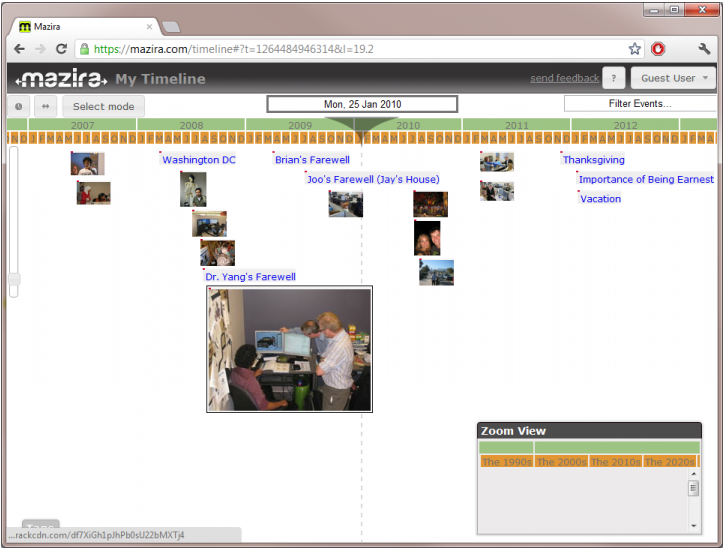 Mazira
https://mazira.com/timeline#?t=1264484946314&l=19.2
mazira My Timeline
send feedback ? Guest User
Select mode
Mon, 25 Jan 2010
Filter Events...
2007 2008 2009 2010 2011 2012
N D J F M A M J J A S O N D J F M A M J J A S O N D J F M A M J J A S O N D J F M A M J J A S O N D J F M A M J J A S O N D J F M A M J J A S O N D J F M A
Washington DC
Brian's Farewell
Thanksgiving
Joo's Farewell (Jay's House)
Importance of Being Earnest
Vacation
Dr. Yang's Farewell
Zoom View
The 1990s The 2000s The 2010s The 2020s
Tags
...rackcdn.com/df7XiGh1pJhPb0sU22bMXTj4